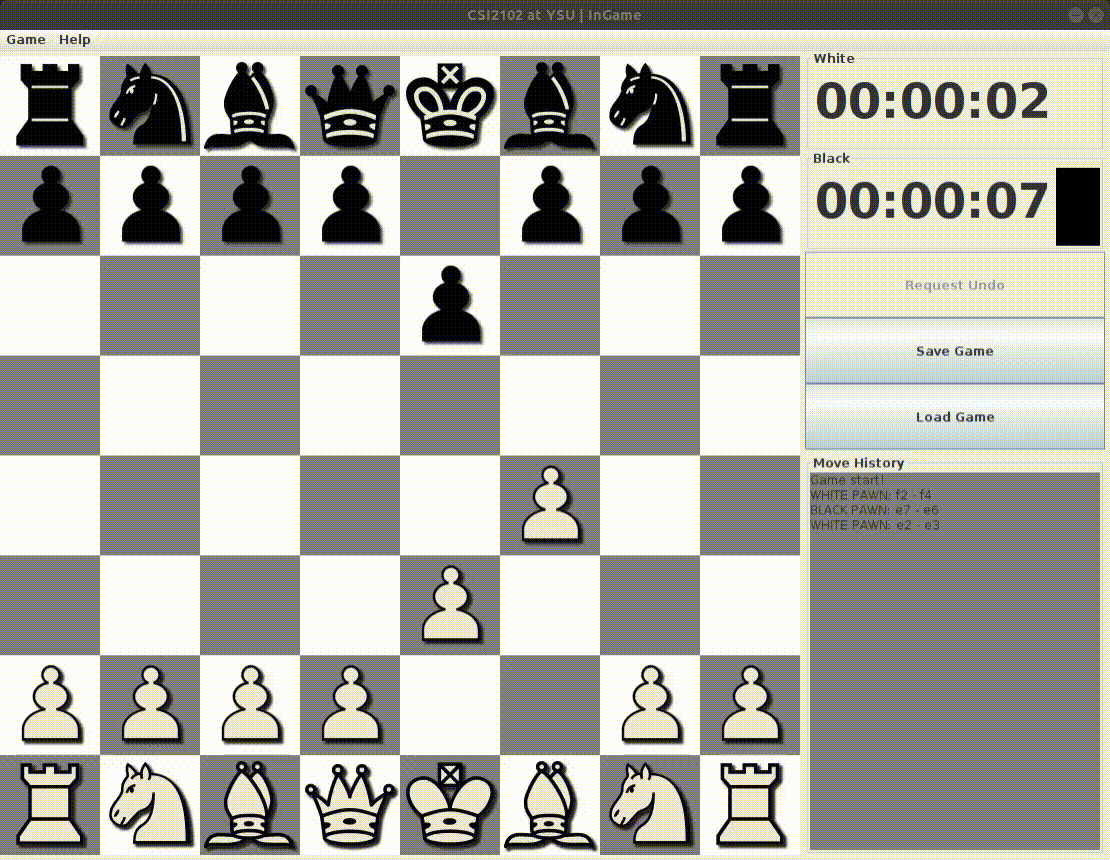 CSI2102 at YSU | InGame
Game Help
White
00:00:02
Black
00:00:07
Request Undo
Save Game
Load Game
Move History
Game start!
WHITE PAWN: f2 - f4
BLACK PAWN: e7 - e6
WHITE PAWN: e2 - e3